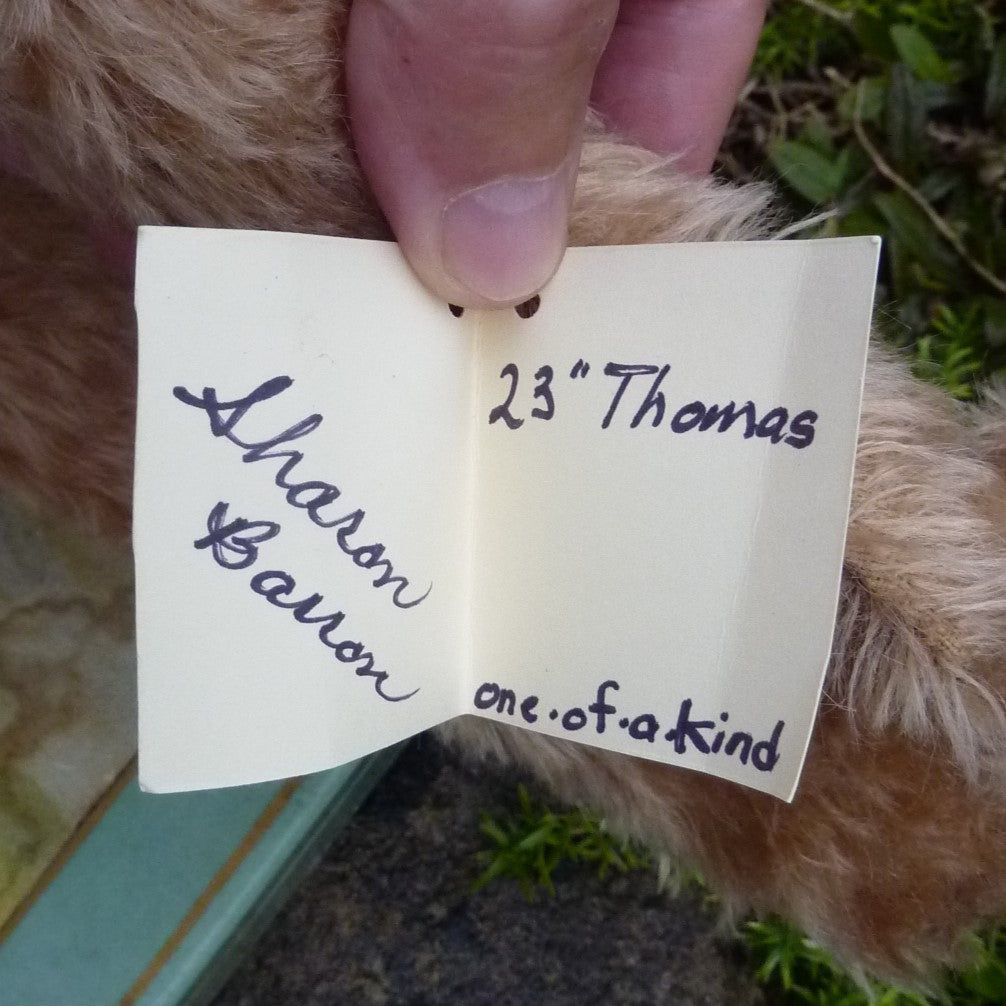 Sharon
Barron
23" Thomas
one.of.a.kind